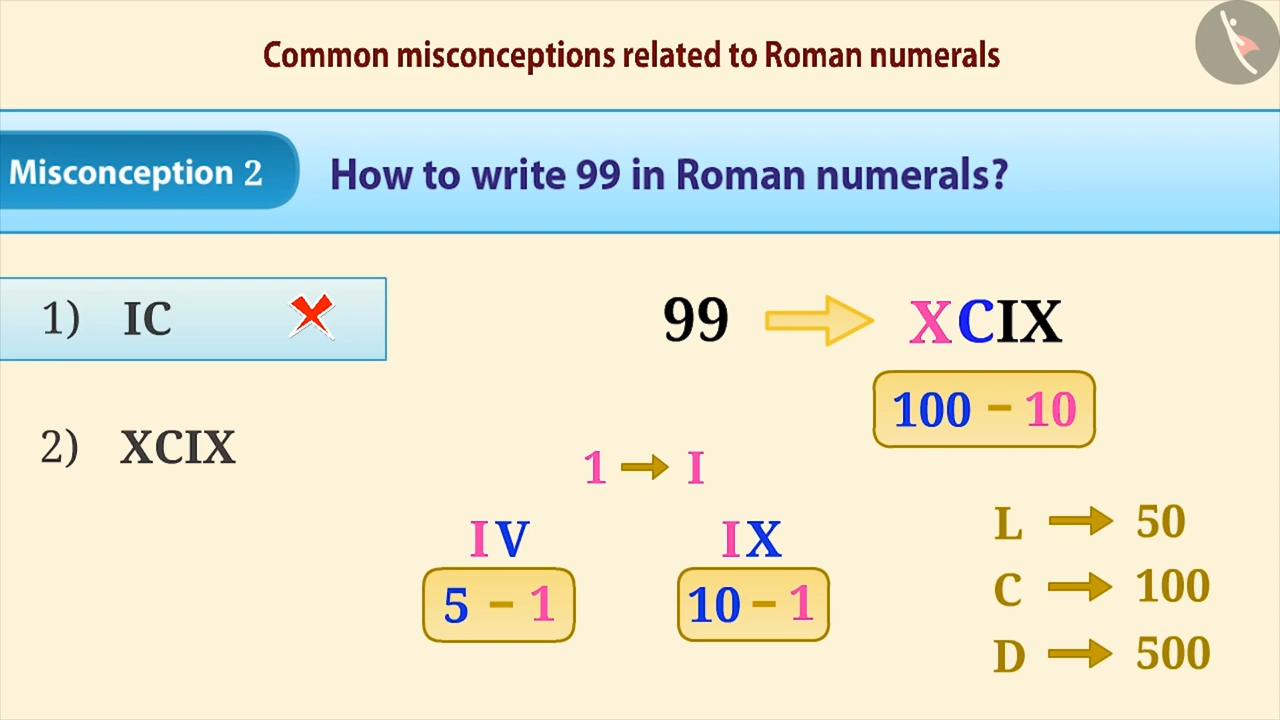 Common misconceptions related to Roman numerals
Misconception 2
How to write 99 in Roman numerals?
1) IC
99 → XCIX
100 − 10
2) XCIX
1 → I
IV
5 − 1
IX
10 − 1
L → 50
C → 100
D → 500